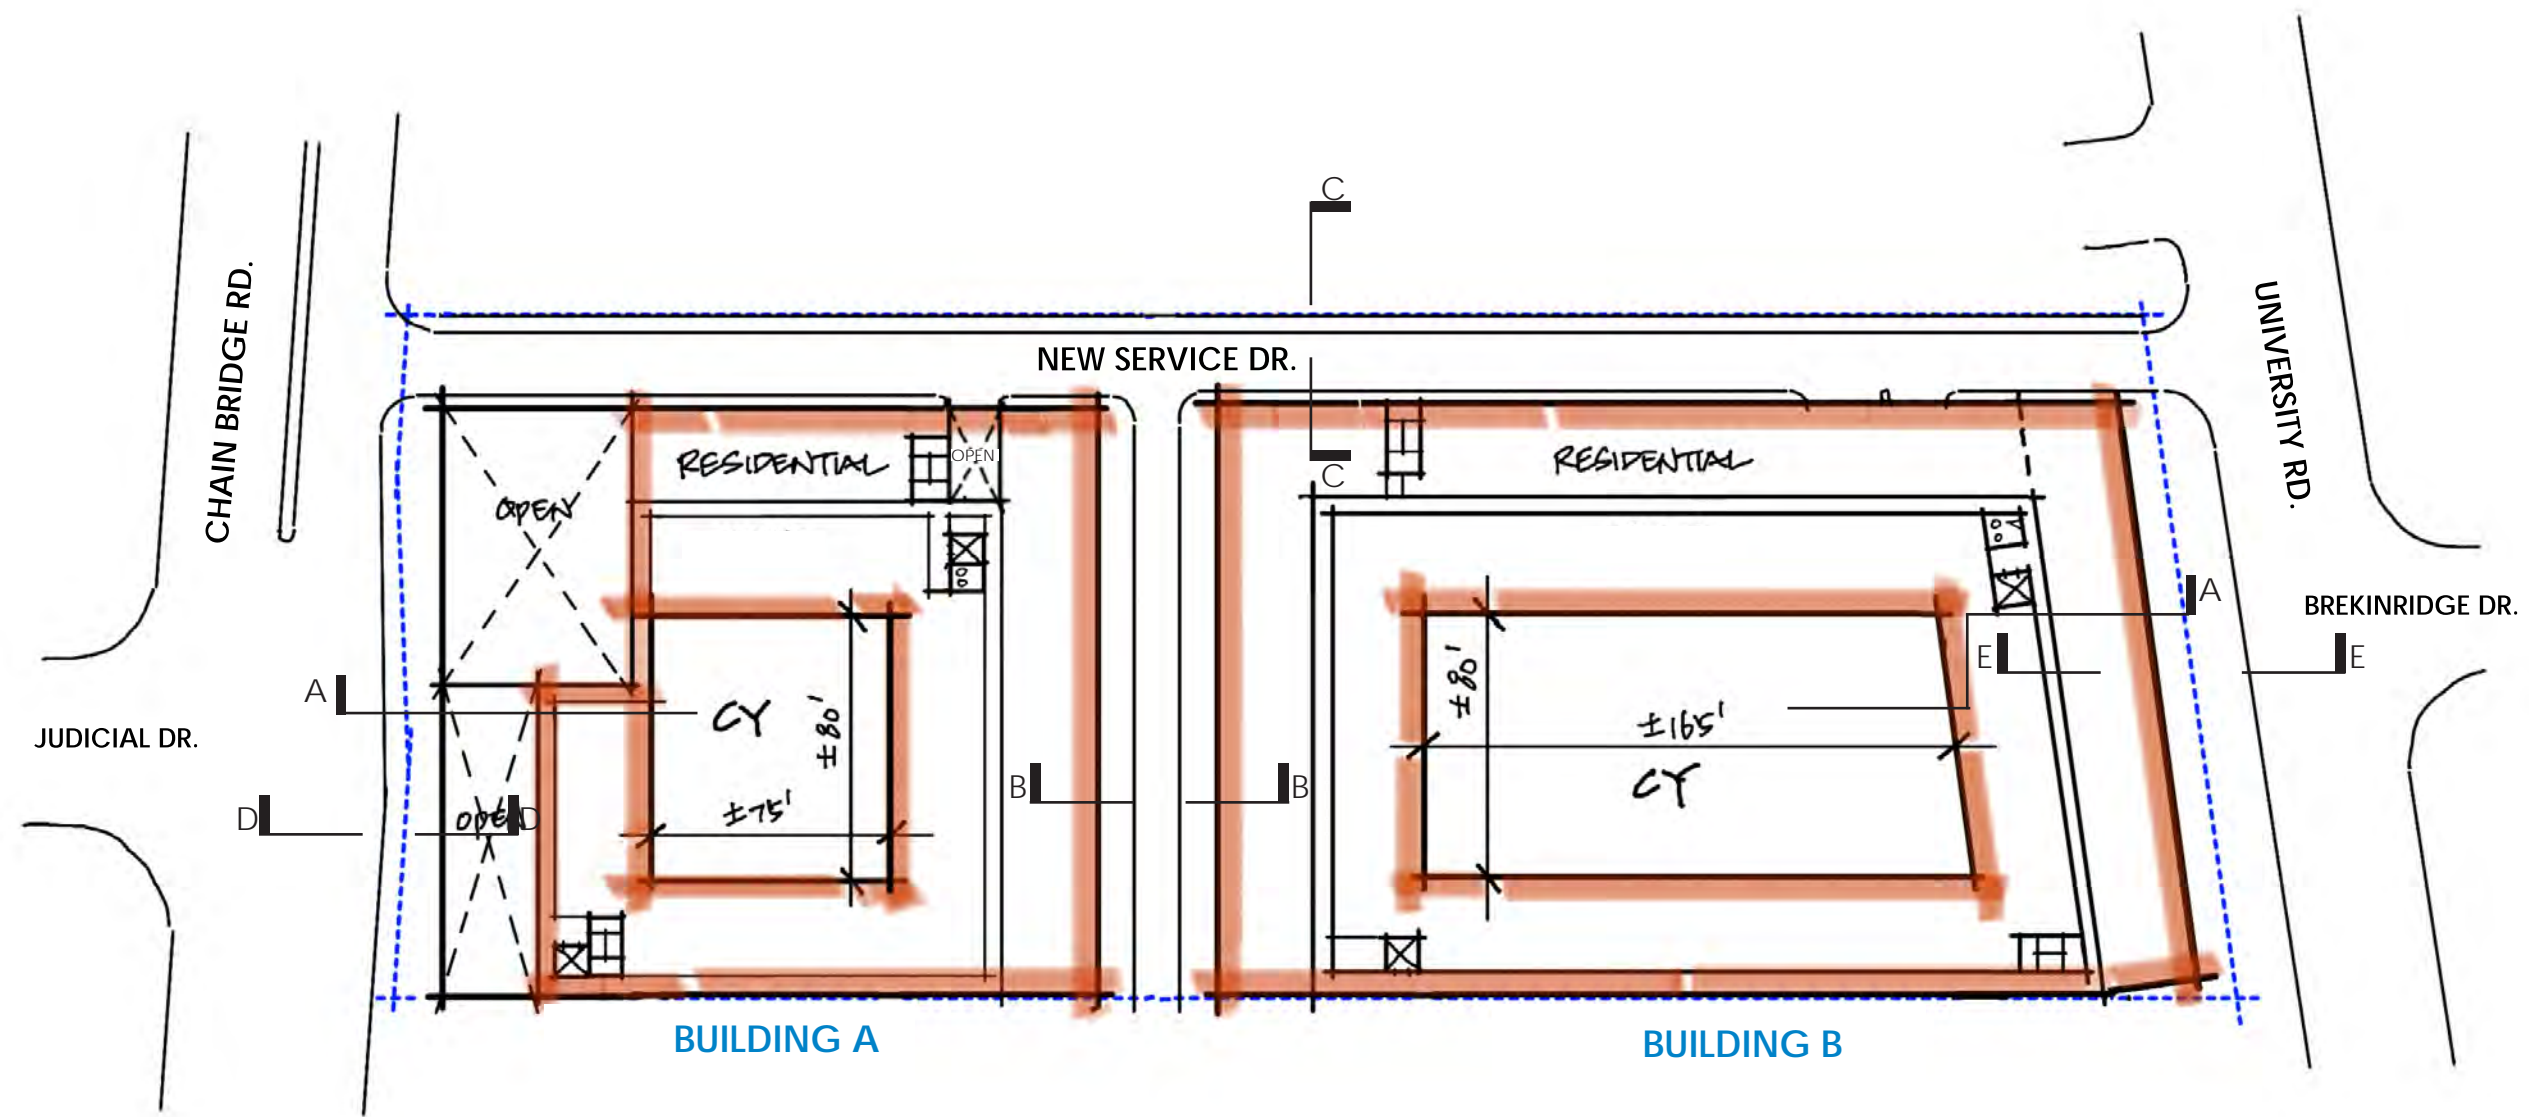 C
CHAIN BRIDGE RD.
UNIVERSITY RD.
NEW SERVICE DR.
RESIDENTIAL
OPEN
C
RESIDENTIAL
OPEN
A
BREKINRIDGE DR.
±80'
E
E
A
CY
±80'
±165'
JUDICIAL DR.
CY
B
B
±75'
D
OPEN
D
BUILDING A
BUILDING B